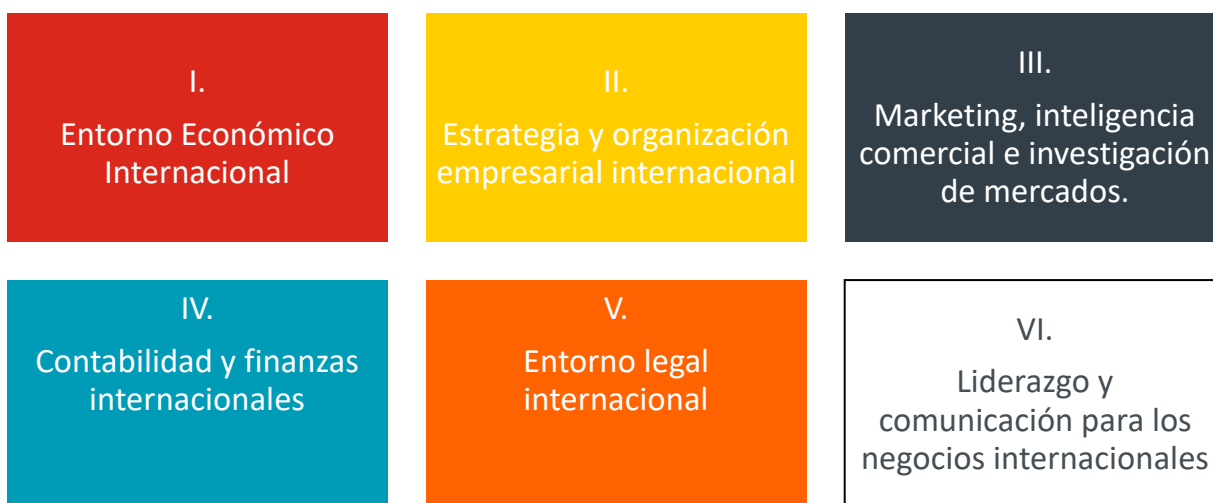 I.
Entorno Económico
Internacional
II.
Estrategia y organización
empresarial internacional
III.
Marketing, inteligencia
comercial e investigación
de mercados.
IV.
Contabilidad y finanzas
internacionales
V.
Entorno legal
internacional
VI.
Liderazgo y
comunicación para los
negocios internacionales